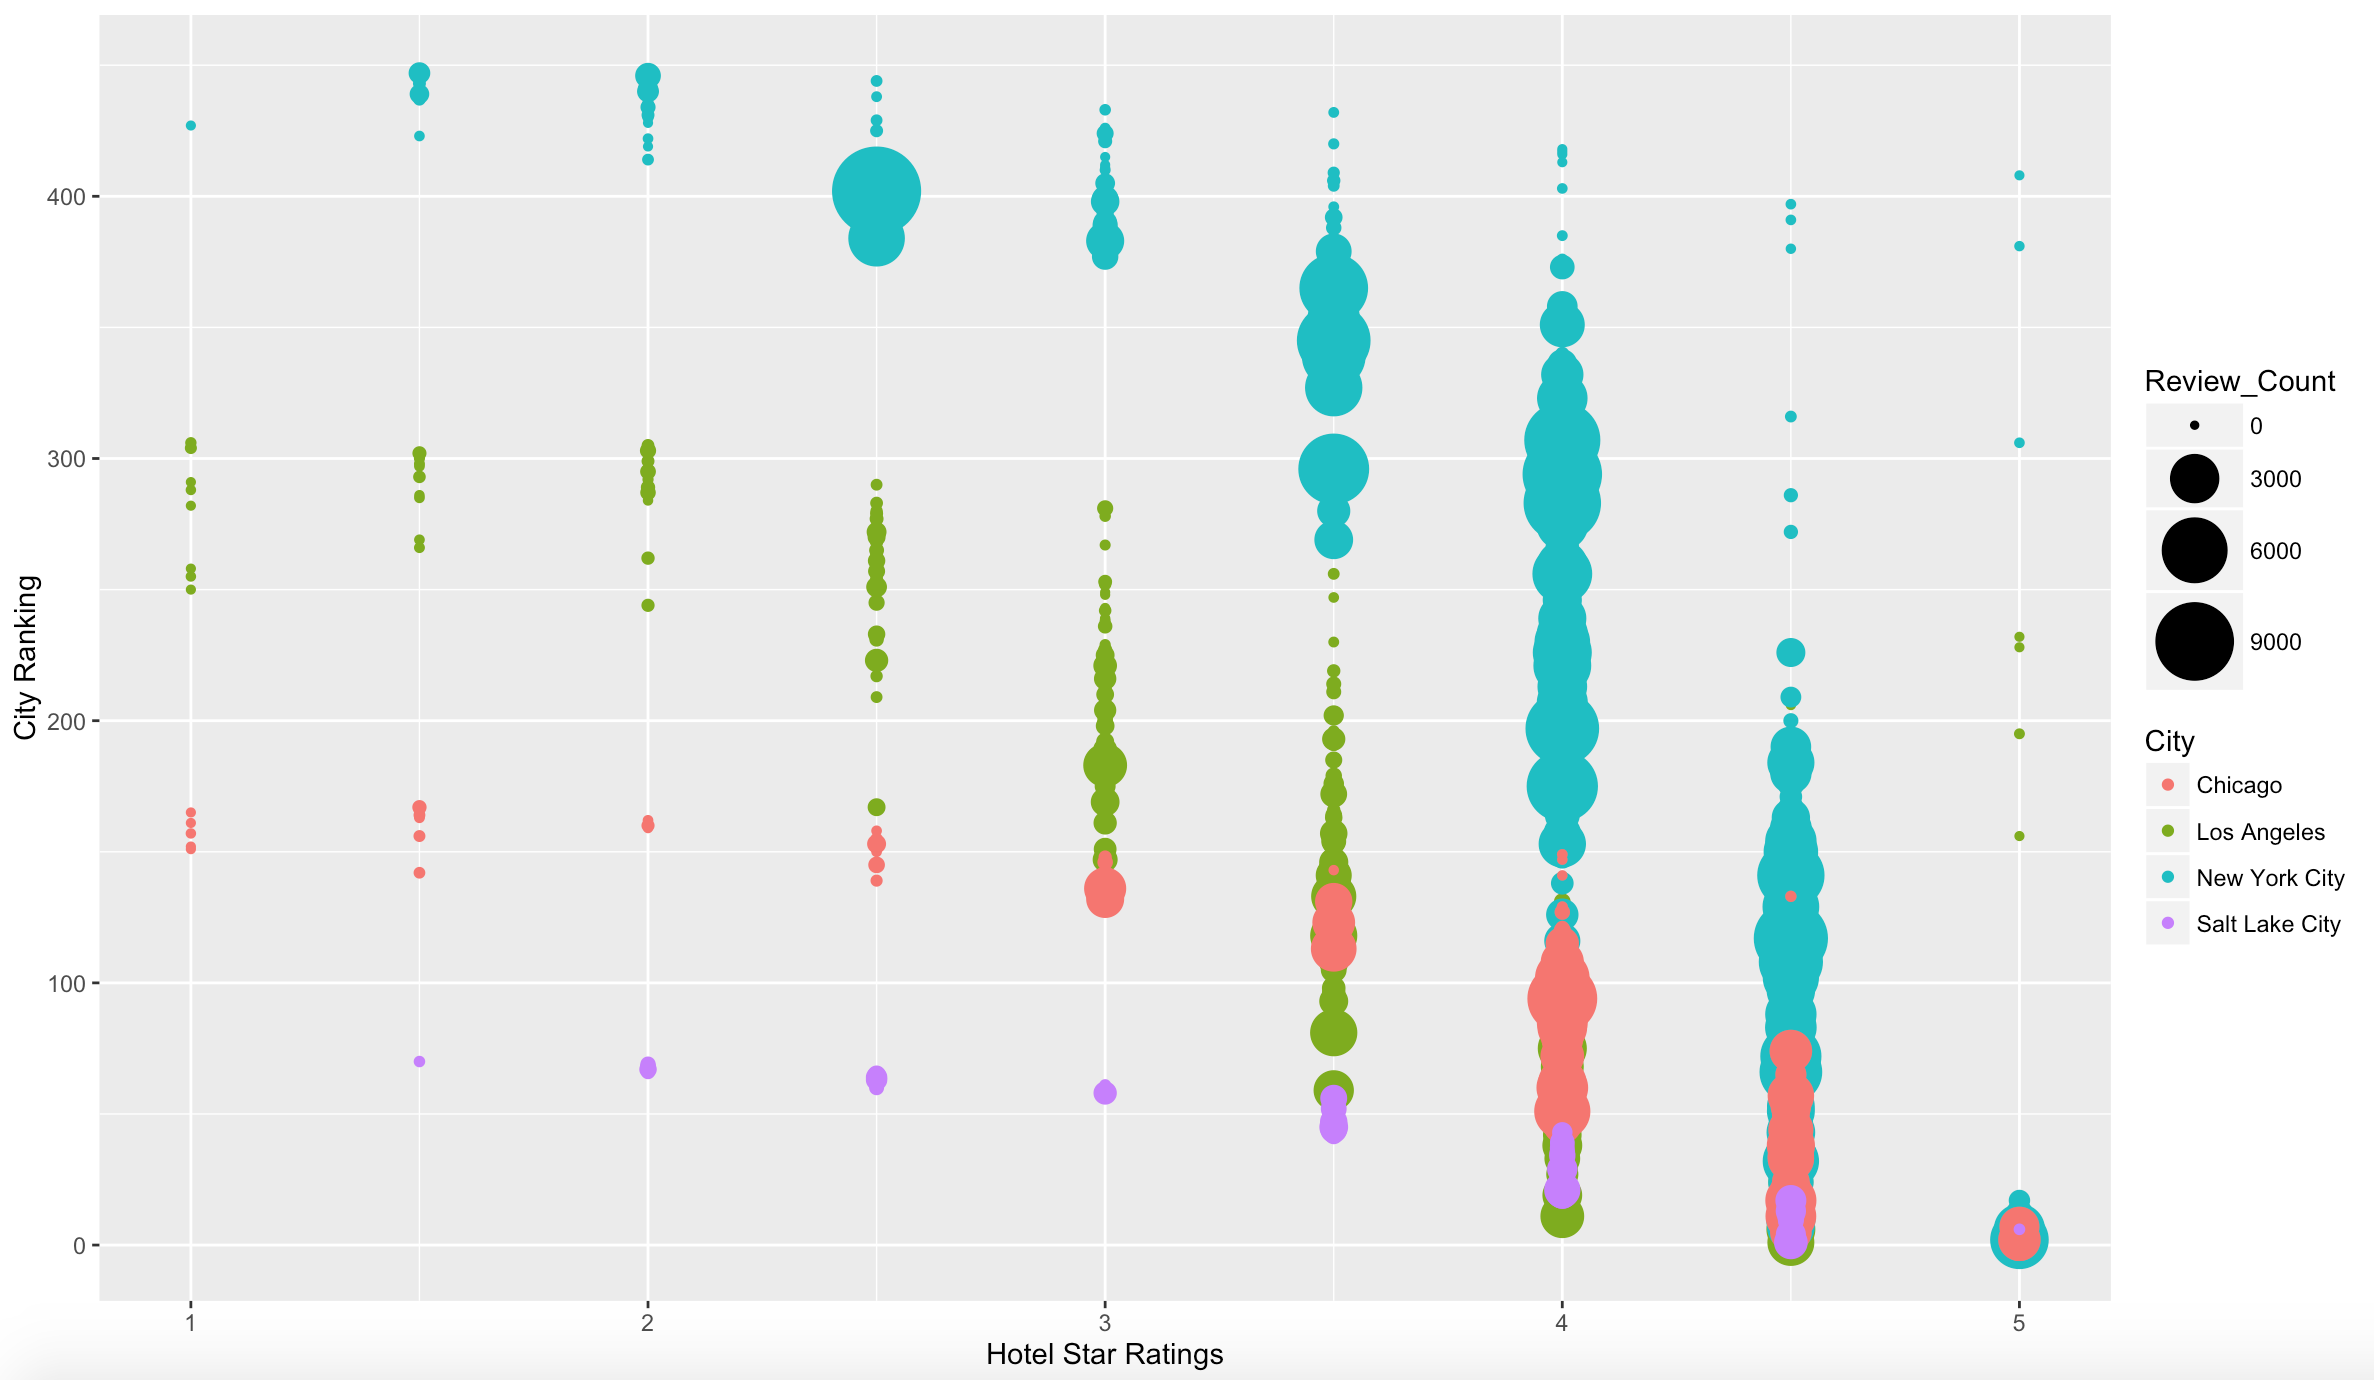 400
300
200
100
0
City Ranking
1 2 3 4 5
Hotel Star Ratings
Review_Count
0
3000
6000
9000
City
Chicago
Los Angeles
New York City
Salt Lake City